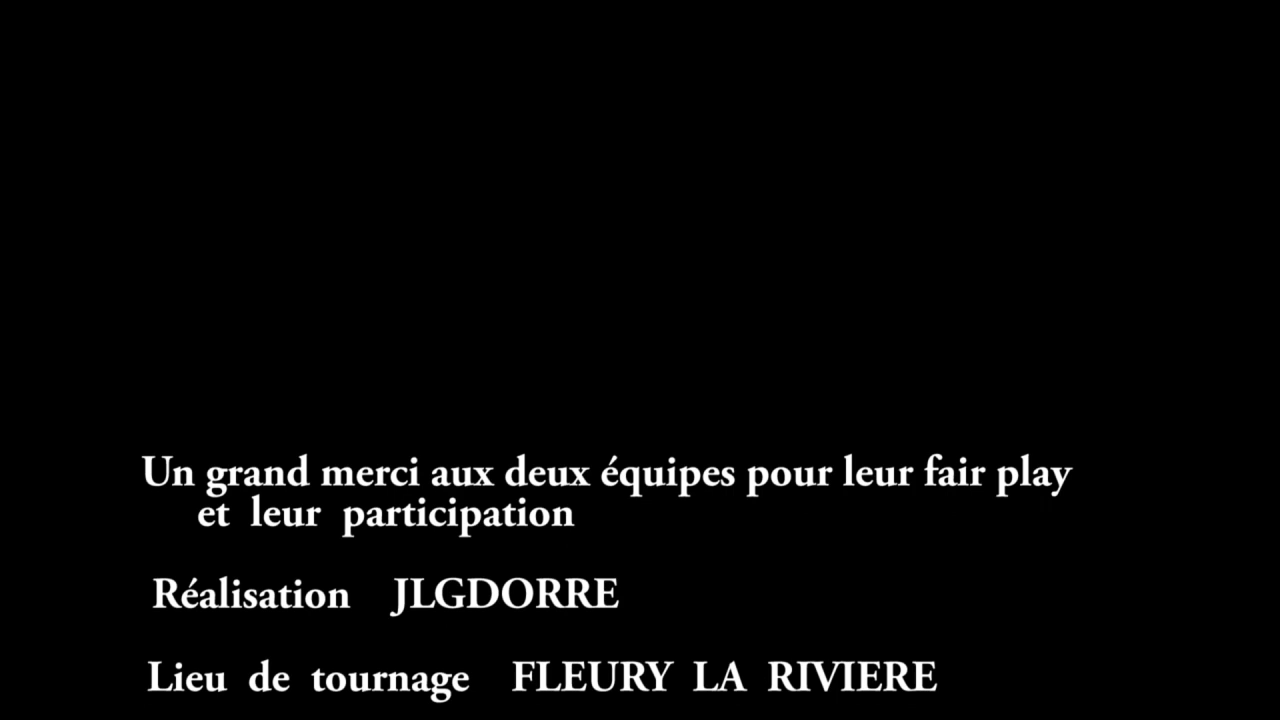 Un grand merci aux deux équipes pour leur fair play
et leur participation
Réalisation JLGDORRE
Lieu de tournage FLEURY LA RIVIERE